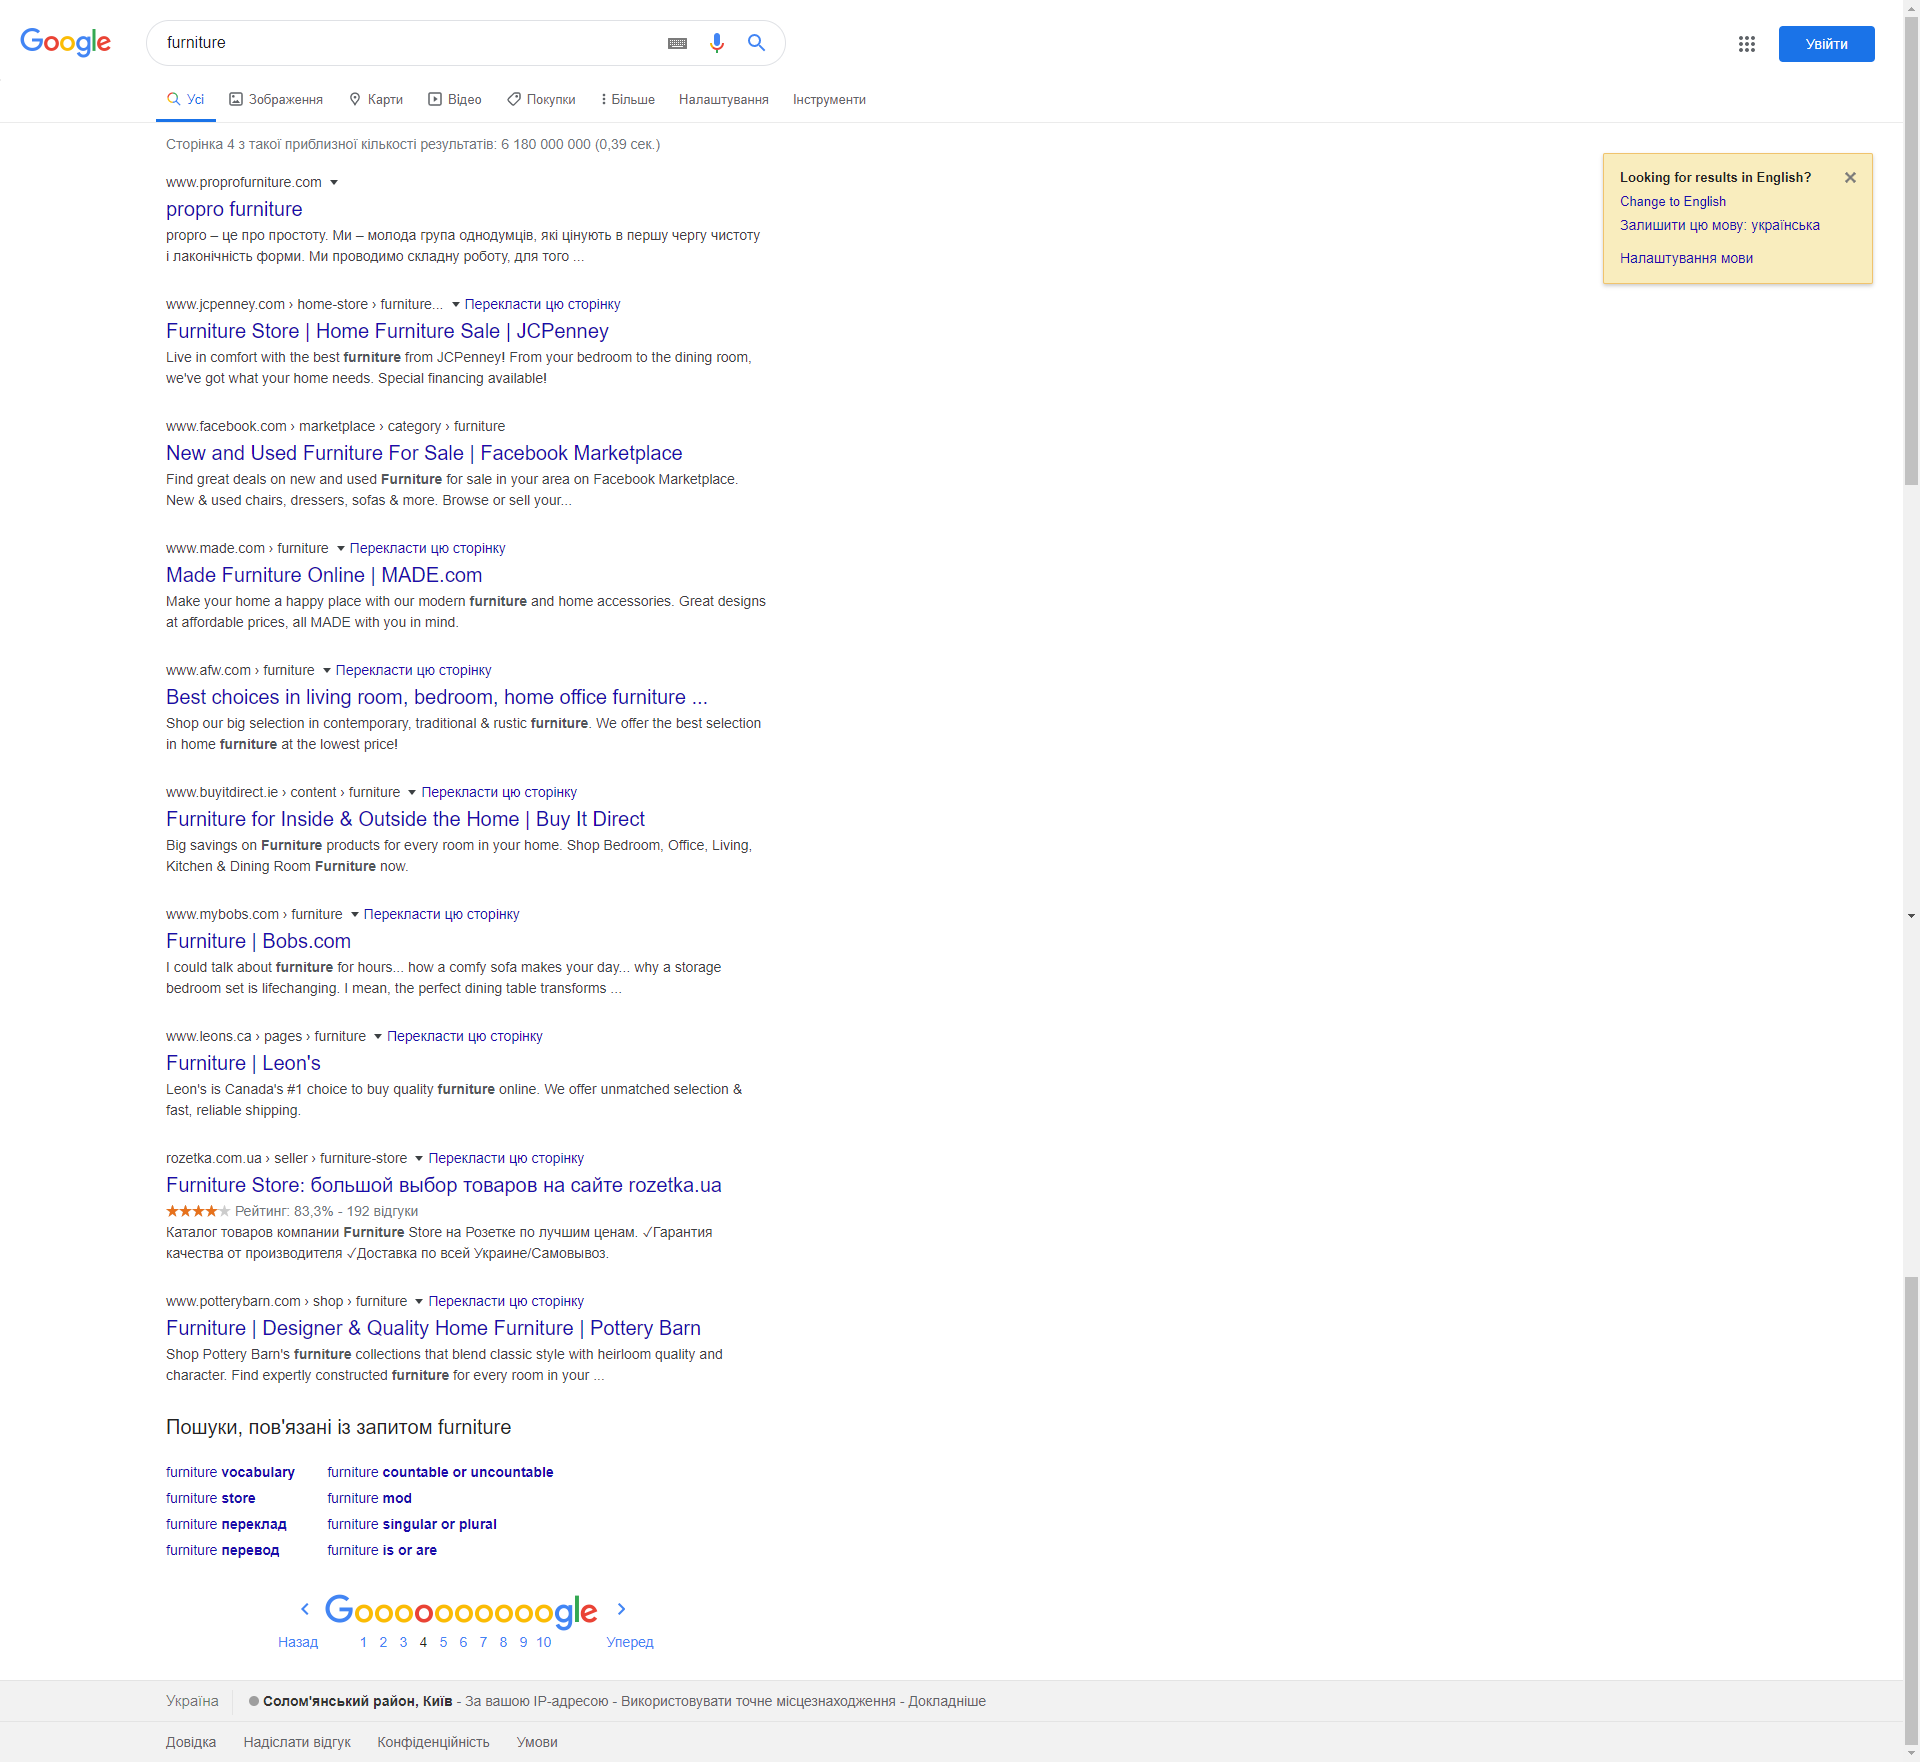 Google
furniture
Увійти
Усі
Зображення
Карти
Відео
Покупки
Більше
Налаштування
Інструменти
Сторінка 4 з такої приблизної кількості результатів: 6 180 000 000 (0,39 сек.)
Looking for results in English?
Change to English
Залишити цю мову: українська
Налаштування мови
www.proprofurniture.com
propro furniture
propro – це про простоту. Ми – молода група однодумців, які цінують в першу чергу чистоту
і лаконічність форми. Ми проводимо складну роботу, для того ...
www.jcpenney.com › home-store › furniture... Перекласти цю сторінку
Furniture Store | Home Furniture Sale | JCPenney
Live in comfort with the best furniture from JCPenney! From your bedroom to the dining room,
we've got what your home needs. Special financing available!
www.facebook.com › marketplace › category › furniture
New and Used Furniture For Sale | Facebook Marketplace
Find great deals on new and used Furniture for sale in your area on Facebook Marketplace.
New & used chairs, dressers, sofas & more. Browse or sell your...
www.made.com › furniture Перекласти цю сторінку
Made Furniture Online | MADE.com
Make your home a happy place with our modern furniture and home accessories. Great designs
at affordable prices, all MADE with you in mind.
www.afw.com › furniture Перекласти цю сторінку
Best choices in living room, bedroom, home office furniture ...
Shop our big selection in contemporary, traditional & rustic furniture. We offer the best selection
in home furniture at the lowest price!
www.buyitdirect.ie › content › furniture Перекласти цю сторінку
Furniture for Inside & Outside the Home | Buy It Direct
Big savings on Furniture products for every room in your home. Shop Bedroom, Office, Living,
Kitchen & Dining Room Furniture now.
www.mybobs.com › furniture Перекласти цю сторінку
Furniture | Bobs.com
I could talk about furniture for hours... how a comfy sofa makes your day... why a storage
bedroom set is lifechanging. I mean, the perfect dining table transforms ...
www.leons.ca › pages › furniture Перекласти цю сторінку
Furniture | Leon's
Leon's is Canada's #1 choice to buy quality furniture online. We offer unmatched selection &
fast, reliable shipping.
rozetka.com.ua › seller › furniture-store Перекласти цю сторінку
Furniture Store: большой выбор товаров на сайте rozetka.ua
Рейтинг: 83,3% - 192 відгуки
Каталог товаров компании Furniture Store на Розетке по лучшим ценам. ✓Гарантия
качества от производителя ✓Доставка по всей Украине/Самовывоз.
www.potterybarn.com › shop › furniture Перекласти цю сторінку
Furniture | Designer & Quality Home Furniture | Pottery Barn
Shop Pottery Barn's furniture collections that blend classic style with heirloom quality and
character. Find expertly constructed furniture for every room in your ...
Пошуки, пов'язані із запитом furniture
furniture vocabulary
furniture countable or uncountable
furniture store
furniture mod
furniture переклад
furniture singular or plural
furniture перевод
furniture is or are
Goooooooooogle
Назад 1 2 3 4 5 6 7 8 9 10 Уперед
Україна
Солом'янський район, Київ - За вашою IP-адресою - Використовувати точне місцезнаходження - Докладніше
Довідка
Надіслати відгук
Конфіденційність
Умови